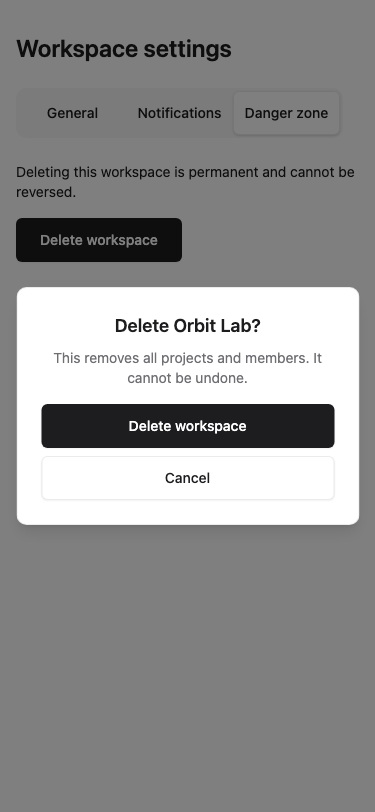 Workspace settings
General
Notifications
Danger zone
Deleting this workspace is permanent and cannot be
reversed.
Delete workspace
Delete Orbit Lab?
This removes all projects and members. It
cannot be undone.
Delete workspace
Cancel